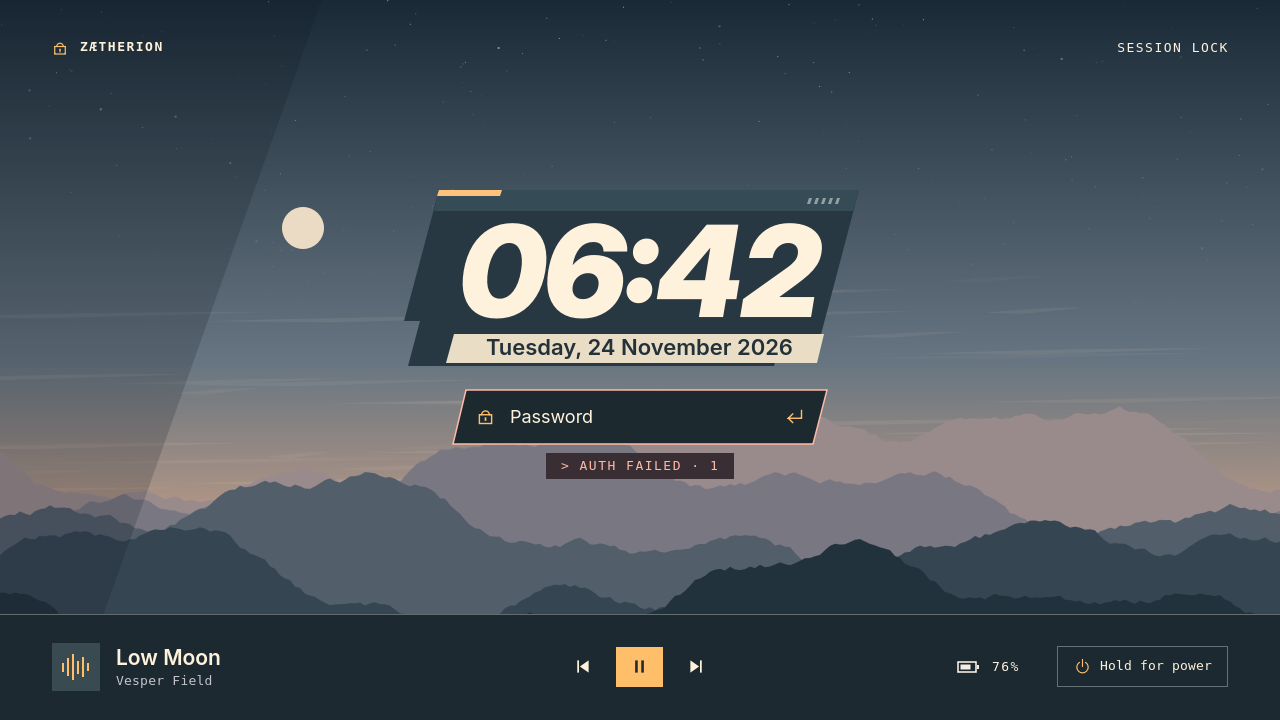 ZÆTHERION
SESSION LOCK
06:42
Tuesday, 24 November 2026
Password
> AUTH FAILED · 1
Low Moon
Vesper Field
76%
Hold for power